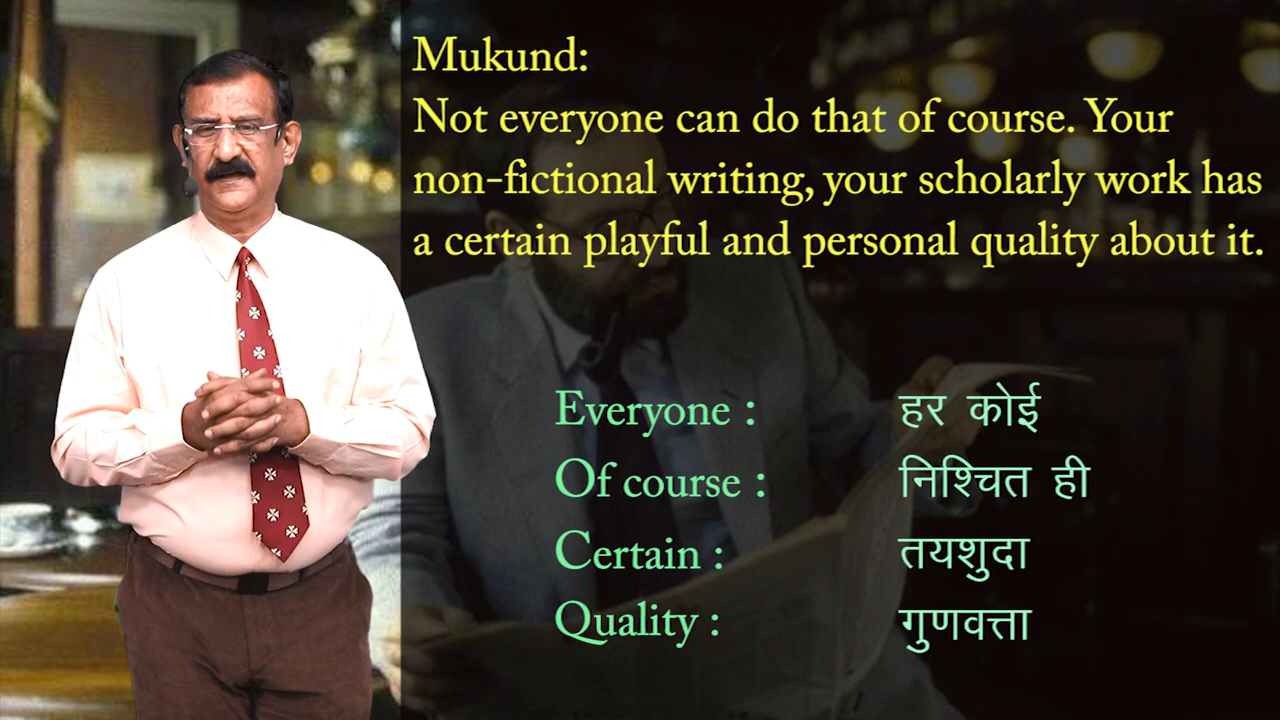 Mukund:
Not everyone can do that of course. Your
non-fictional writing, your scholarly work has
a certain playful and personal quality about it.
Everyone : हर कोई
Of course : निश्चित ही
Certain : तयशुदा
Quality : गुणवत्ता